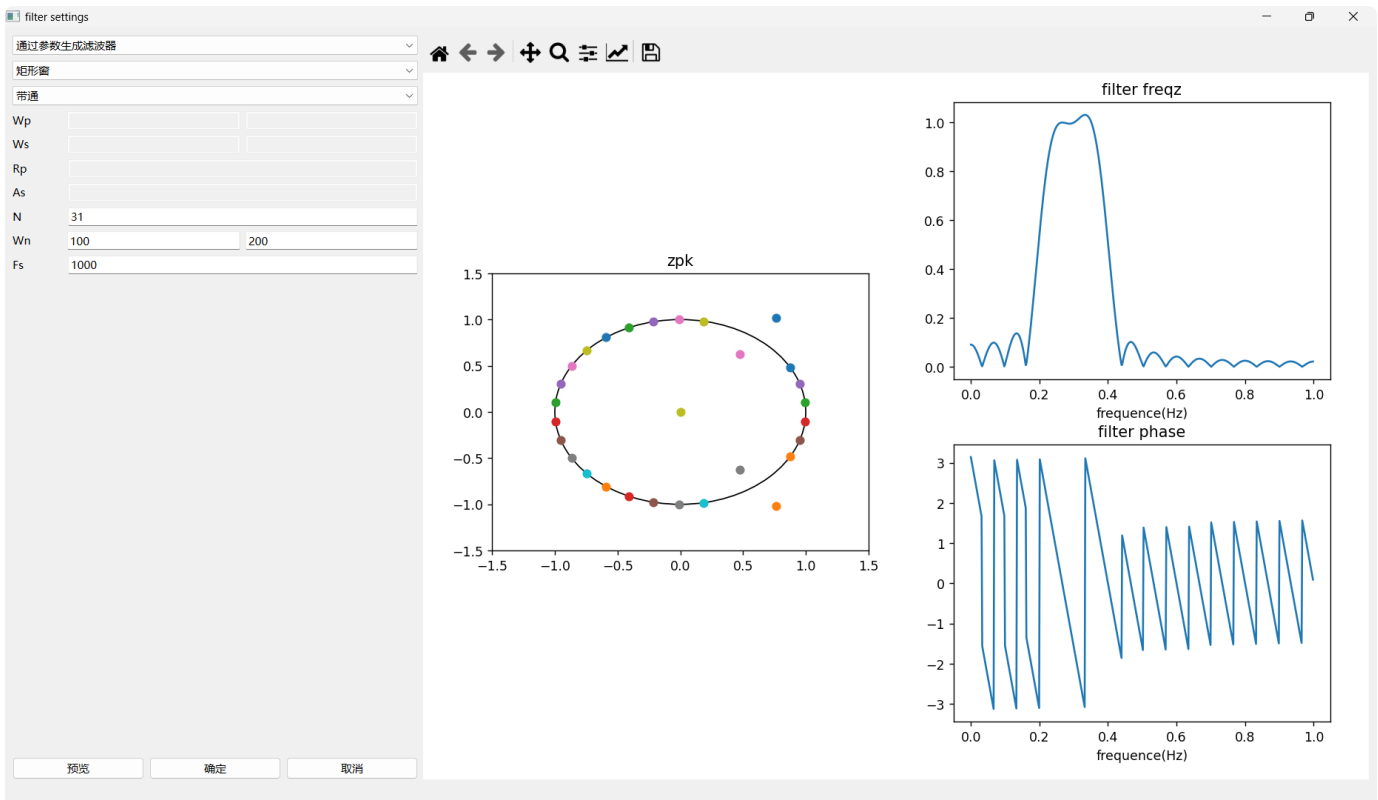 filter settings
通过参数生成滤波器
矩形窗
带通
Wp
Ws
Rp
As
N 31
Wn 100 200
Fs 1000
预览 确定 取消
zpk
1.5
1.0
0.5
0.0
−0.5
−1.0
−1.5
−1.5 −1.0 −0.5 0.0 0.5 1.0 1.5
filter freqz
1.0
0.8
0.6
0.4
0.2
0.0
0.0 0.2 0.4 0.6 0.8 1.0
frequence(Hz)
filter phase
3
2
1
0
−1
−2
−3
0.0 0.2 0.4 0.6 0.8 1.0
frequence(Hz)